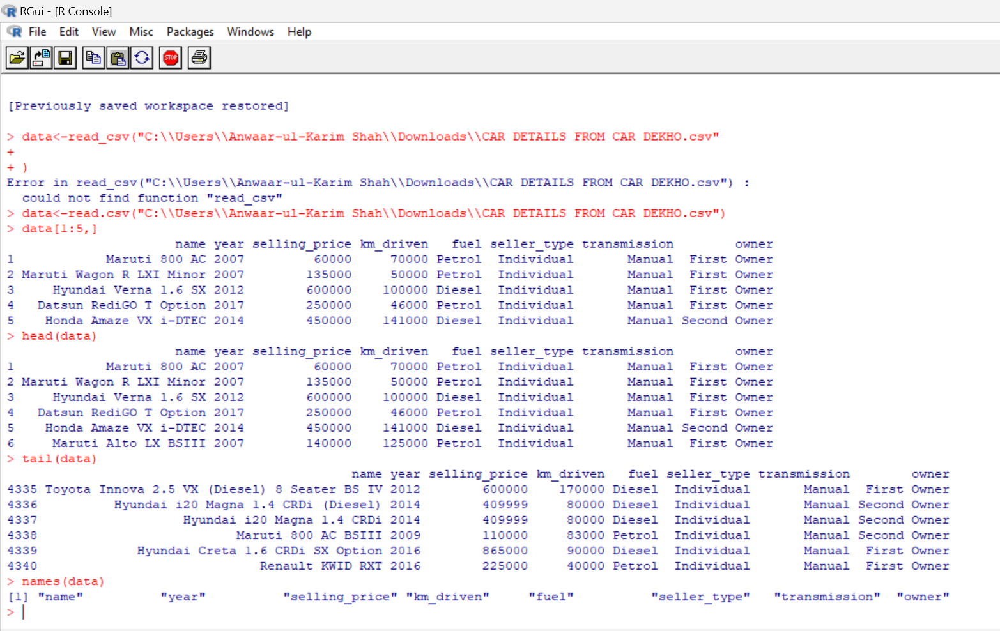 RGui - [R Console]
File Edit View Misc Packages Windows Help
STOP
[Previously saved workspace restored]
> data<-read_csv("C:\\Users\\Anwaar-ul-Karim Shah\\Downloads\\CAR DETAILS FROM CAR DEKHO.csv"
+
+ )
Error in read_csv("C:\\Users\\Anwaar-ul-Karim Shah\\Downloads\\CAR DETAILS FROM CAR DEKHO.csv") :
  could not find function "read_csv"
> data<-read.csv("C:\\Users\\Anwaar-ul-Karim Shah\\Downloads\\CAR DETAILS FROM CAR DEKHO.csv")
> data[1:5,]
                      name year selling_price km_driven   fuel seller_type transmission        owner
1            Maruti 800 AC 2007         60000     70000 Petrol  Individual       Manual  First Owner
2 Maruti Wagon R LXI Minor 2007        135000     50000 Petrol  Individual       Manual  First Owner
3     Hyundai Verna 1.6 SX 2012        600000    100000 Diesel  Individual       Manual  First Owner
4   Datsun RediGO T Option 2017        250000     46000 Petrol  Individual       Manual  First Owner
5    Honda Amaze VX i-DTEC 2014        450000    141000 Diesel  Individual       Manual Second Owner
> head(data)
                      name year selling_price km_driven   fuel seller_type transmission        owner
1            Maruti 800 AC 2007         60000     70000 Petrol  Individual       Manual  First Owner
2 Maruti Wagon R LXI Minor 2007        135000     50000 Petrol  Individual       Manual  First Owner
3     Hyundai Verna 1.6 SX 2012        600000    100000 Diesel  Individual       Manual  First Owner
4   Datsun RediGO T Option 2017        250000     46000 Petrol  Individual       Manual  First Owner
5    Honda Amaze VX i-DTEC 2014        450000    141000 Diesel  Individual       Manual Second Owner
6     Maruti Alto LX BSIII 2007        140000    125000 Petrol  Individual       Manual  First Owner
> tail(data)
                                             name year selling_price km_driven   fuel seller_type transmission        owner
4335 Toyota Innova 2.5 VX (Diesel) 8 Seater BS IV 2012        600000    170000 Diesel  Individual       Manual  First Owner
4336          Hyundai i20 Magna 1.4 CRDi (Diesel) 2014        409999     80000 Diesel  Individual       Manual Second Owner
4337                   Hyundai i20 Magna 1.4 CRDi 2014        409999     80000 Diesel  Individual       Manual Second Owner
4338                          Maruti 800 AC BSIII 2009        110000     83000 Petrol  Individual       Manual Second Owner
4339             Hyundai Creta 1.6 CRDi SX Option 2016        865000     90000 Diesel  Individual       Manual  First Owner
4340                             Renault KWID RXT 2016        225000     40000 Petrol  Individual       Manual  First Owner
> names(data)
[1] "name"          "year"          "selling_price" "km_driven"     "fuel"          "seller_type"   "transmission"  "owner"
>